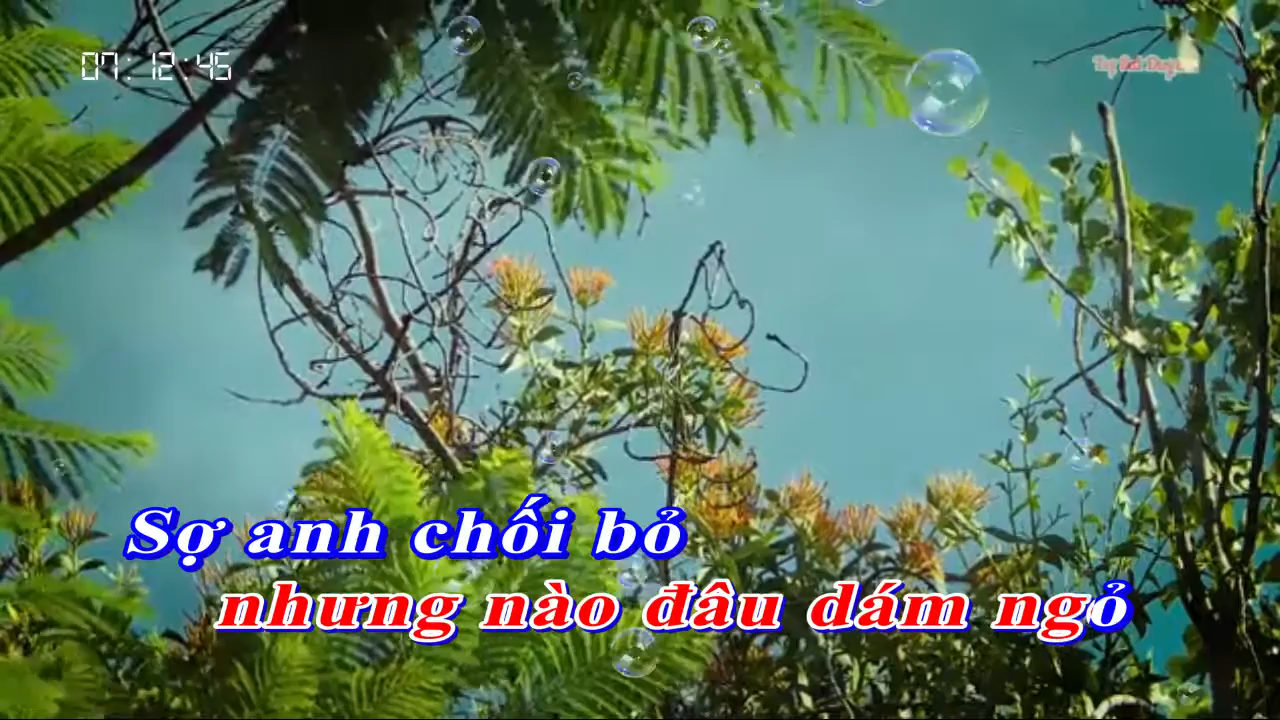 07:12:45
Sợ anh chối bỏ
nhưng nào đâu dám ngỏ